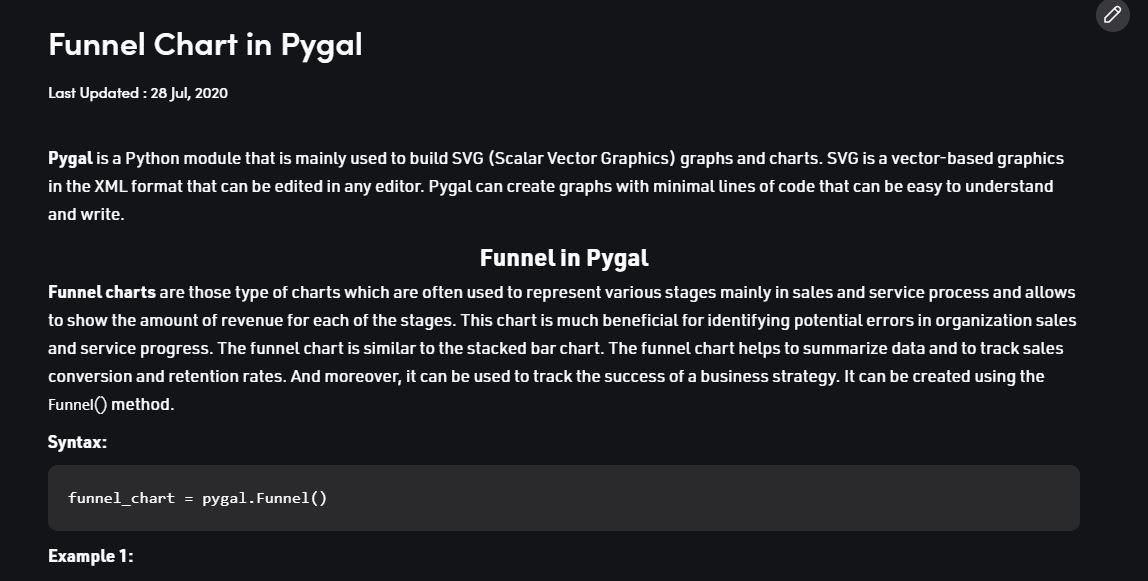 Funnel Chart in Pygal
Last Updated : 28 Jul, 2020
Pygal is a Python module that is mainly used to build SVG (Scalar Vector Graphics) graphs and charts. SVG is a vector-based graphics
in the XML format that can be edited in any editor. Pygal can create graphs with minimal lines of code that can be easy to understand
and write.
Funnel in Pygal
Funnel charts are those type of charts which are often used to represent various stages mainly in sales and service process and allows
to show the amount of revenue for each of the stages. This chart is much beneficial for identifying potential errors in organization sales
and service progress. The funnel chart is similar to the stacked bar chart. The funnel chart helps to summarize data and to track sales
conversion and retention rates. And moreover, it can be used to track the success of a business strategy. It can be created using the
Funnel() method.
Syntax:
funnel_chart = pygal.Funnel()
Example 1: